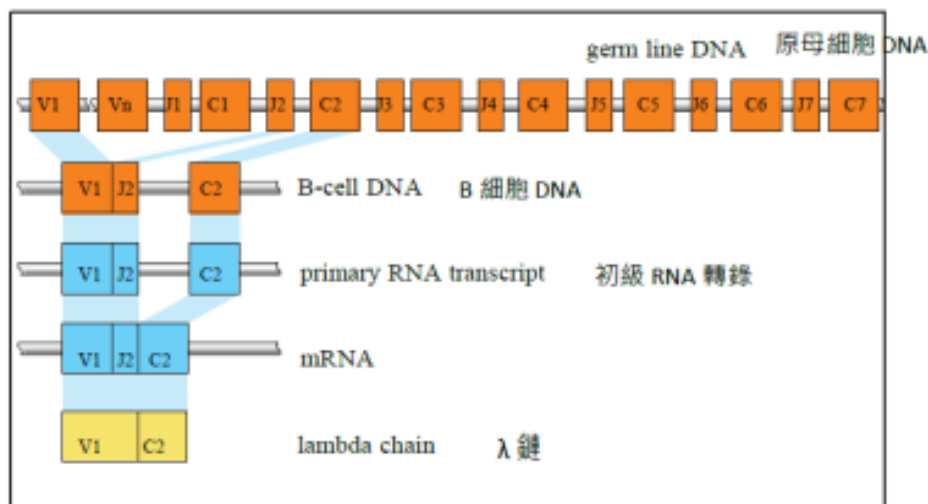 germ line DNA 原母細胞 DNA
V1 Vn J1 C1 J2 C2 J3 C3 J4 C4 J5 C5 J6 C6 J7 C7
V1 J2 C2 B-cell DNA B 細胞 DNA
V1 J2 C2 primary RNA transcript 初級 RNA 轉錄
V1 J2 C2 mRNA
V1 C2 lambda chain λ 鏈